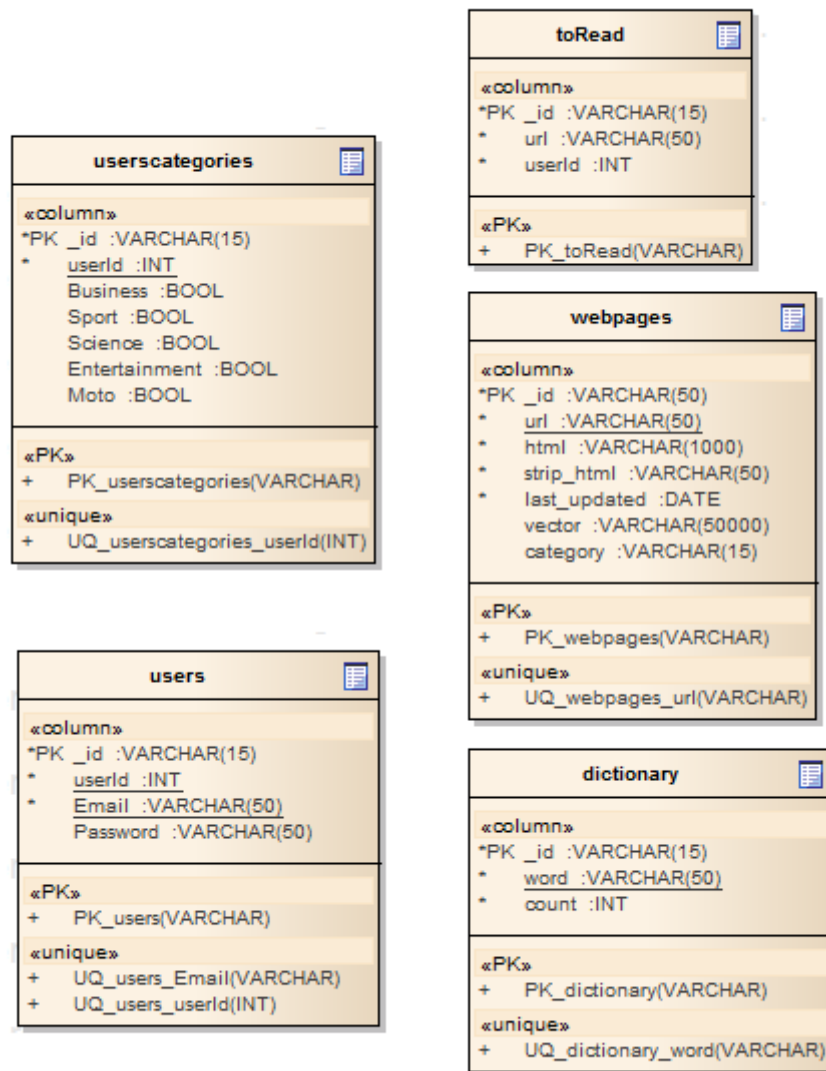 toRead
«column»
*PK _id :VARCHAR(15)
* url :VARCHAR(50)
* userId :INT
«PK»
+ PK_toRead(VARCHAR)
userscategories
«column»
*PK _id :VARCHAR(15)
* userId :INT
Business :BOOL
Sport :BOOL
Science :BOOL
Entertainment :BOOL
Moto :BOOL
«PK»
+ PK_userscategories(VARCHAR)
«unique»
+ UQ_userscategories_userId(INT)
webpages
«column»
*PK _id :VARCHAR(50)
* url :VARCHAR(50)
* html :VARCHAR(1000)
* strip_html :VARCHAR(50)
* last_updated :DATE
vector :VARCHAR(50000)
category :VARCHAR(15)
«PK»
+ PK_webpages(VARCHAR)
«unique»
+ UQ_webpages_url(VARCHAR)
users
«column»
*PK _id :VARCHAR(15)
* userId :INT
* Email :VARCHAR(50)
Password :VARCHAR(50)
«PK»
+ PK_users(VARCHAR)
«unique»
+ UQ_users_Email(VARCHAR)
+ UQ_users_userId(INT)
dictionary
«column»
*PK _id :VARCHAR(15)
* word :VARCHAR(50)
* count :INT
«PK»
+ PK_dictionary(VARCHAR)
«unique»
+ UQ_dictionary_word(VARCHAR)